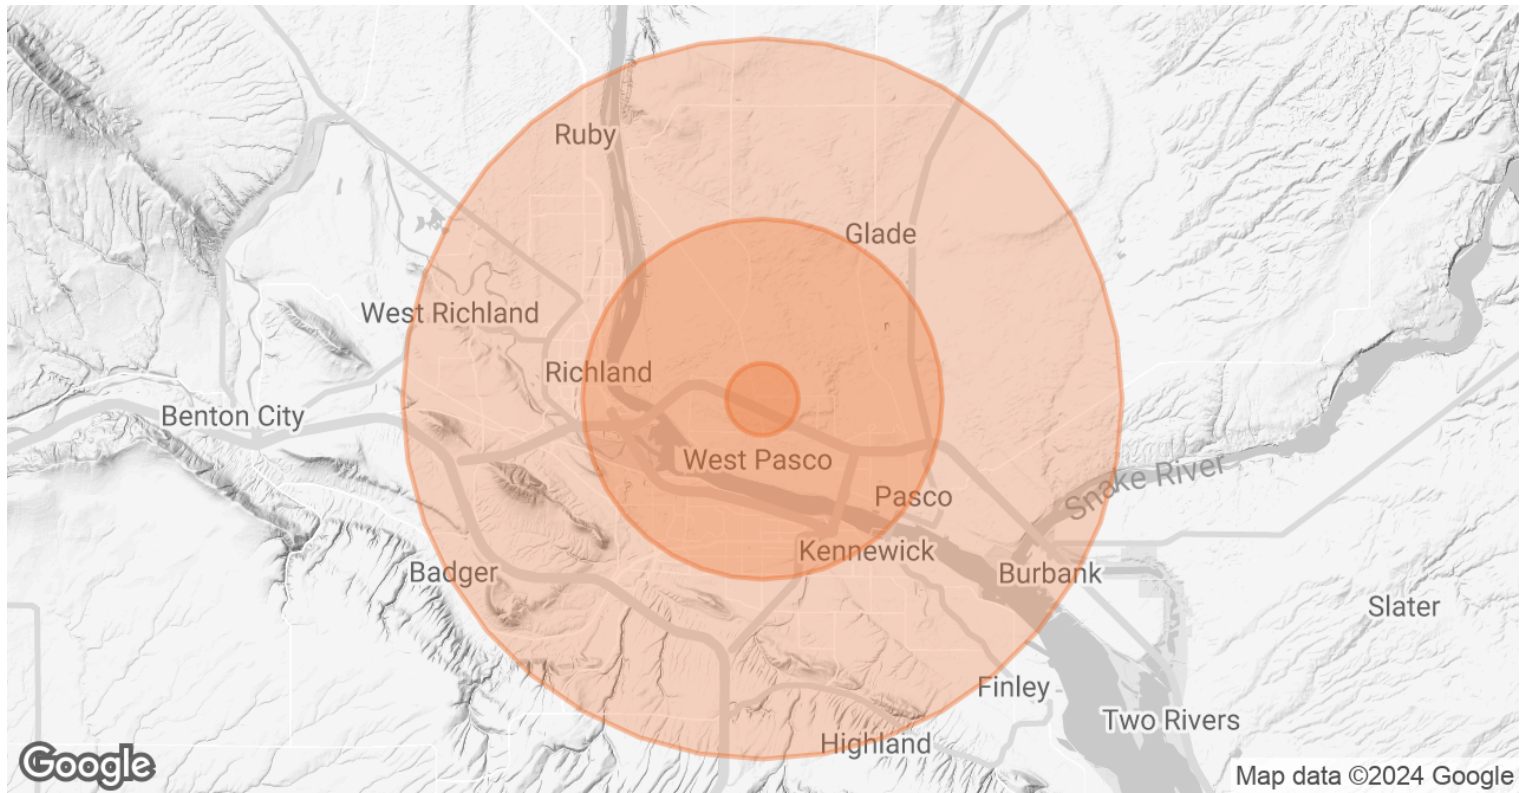 Ruby
Glade
West Richland
Richland
Benton City
West Pasco
Snake River
Pasco
Kennewick
Badger
Burbank
Slater
Finley
Two Rivers
Highland
Google
Map data ©2024 Google